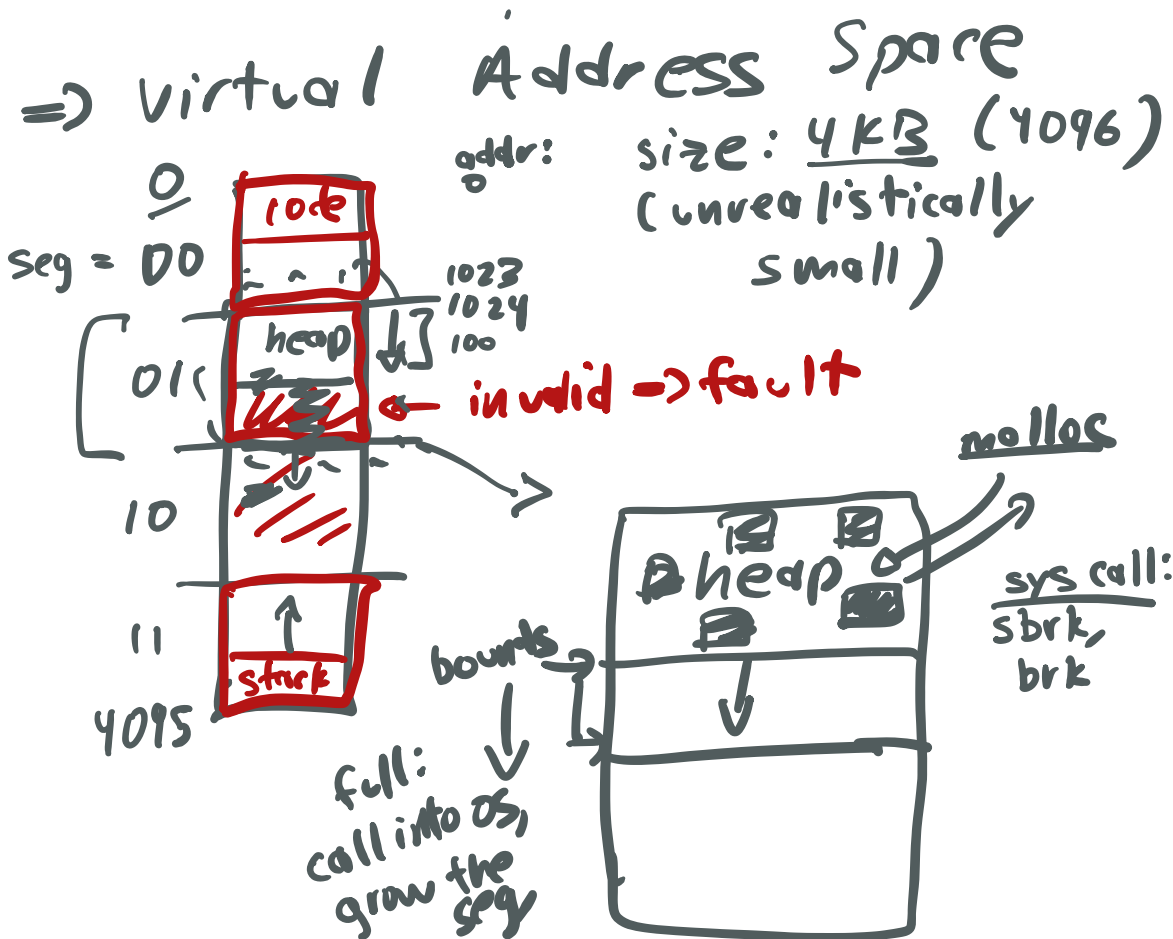 => Virtual Address Space
addr:
0
size: 4KB (4096)
(unrealistically
small)
0
code
seg = 00
1023
1024
100
heap
01
invalid => fault
malloc
10
heap
sys call:
sbrk,
brk
11
stack
4095
bounds
full:
call into OS,
grow the
seg